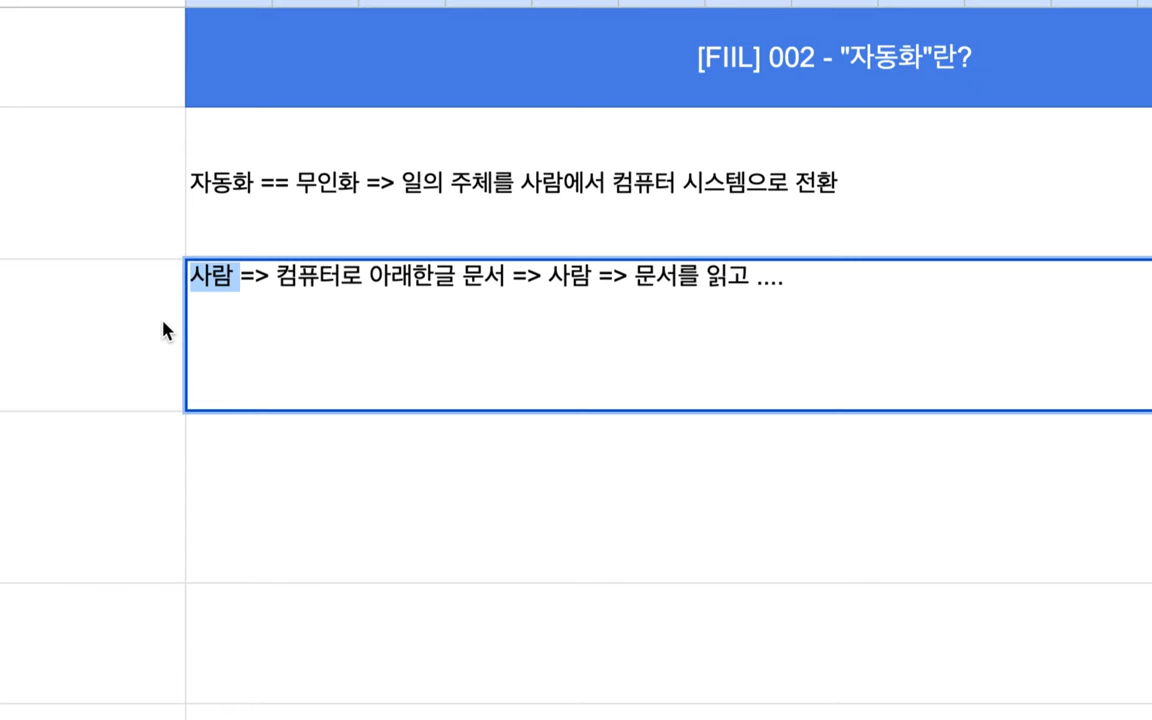 [FIIL] 002 - "자동화"란?
자동화 == 무인화 => 일의 주체를 사람에서 컴퓨터 시스템으로 전환
사람 => 컴퓨터로 아래한글 문서 => 사람 => 문서를 읽고 ....